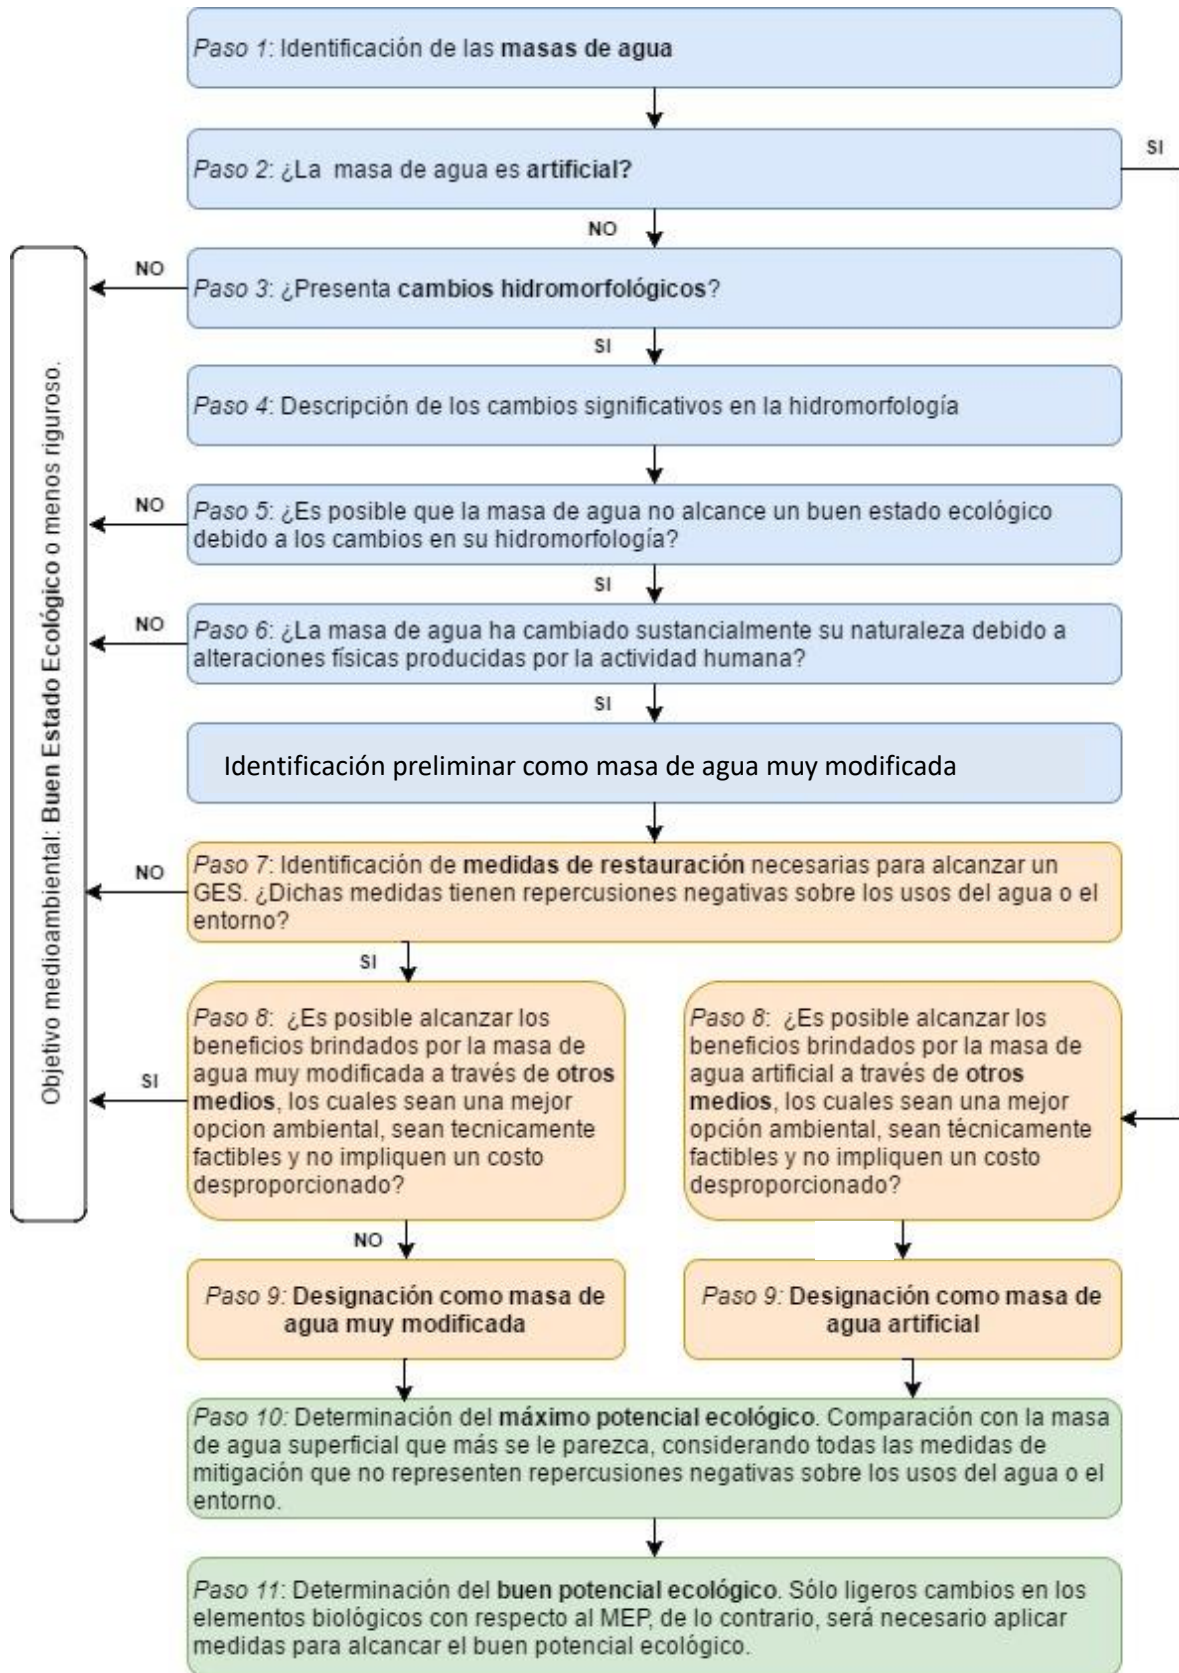 Paso 1: Identificación de las masas de agua
Paso 2: ¿La masa de agua es artificial?
SI
NO
Paso 3: ¿Presenta cambios hidromorfológicos?
NO
SI
Paso 4: Descripción de los cambios significativos en la hidromorfología
Paso 5: ¿Es posible que la masa de agua no alcance un buen estado ecológico
debido a los cambios en su hidromorfología?
NO
SI
Paso 6: ¿La masa de agua ha cambiado sustancialmente su naturaleza debido a
alteraciones físicas producidas por la actividad humana?
NO
SI
Identificación preliminar como masa de agua muy modificada
Paso 7: Identificación de medidas de restauración necesarias para alcanzar un
GES. ¿Dichas medidas tienen repercusiones negativas sobre los usos del agua o el
entorno?
NO
SI
Objetivo medioambiental: Buen Estado Ecológico o menos riguroso.
Paso 8: ¿Es posible alcanzar los
beneficios brindados por la masa de
agua muy modificada a través de otros
medios, los cuales sean una mejor
opcion ambiental, sean tecnicamente
factibles y no impliquen un costo
desproporcionado?
SI
NO
Paso 8: ¿Es posible alcanzar los
beneficios brindados por la masa de
agua artificial a través de otros
medios, los cuales sean una mejor
opción ambiental, sean técnicamente
factibles y no impliquen un costo
desproporcionado?
Paso 9: Designación como masa de
agua muy modificada
Paso 9: Designación como masa de
agua artificial
Paso 10: Determinación del máximo potencial ecológico. Comparación con la masa
de agua superficial que más se le parezca, considerando todas las medidas de
mitigación que no representen repercusiones negativas sobre los usos del agua o el
entorno.
Paso 11: Determinación del buen potencial ecológico. Sólo ligeros cambios en los
elementos biológicos con respecto al MEP, de lo contrario, será necesario aplicar
medidas para alcancar el buen potencial ecológico.